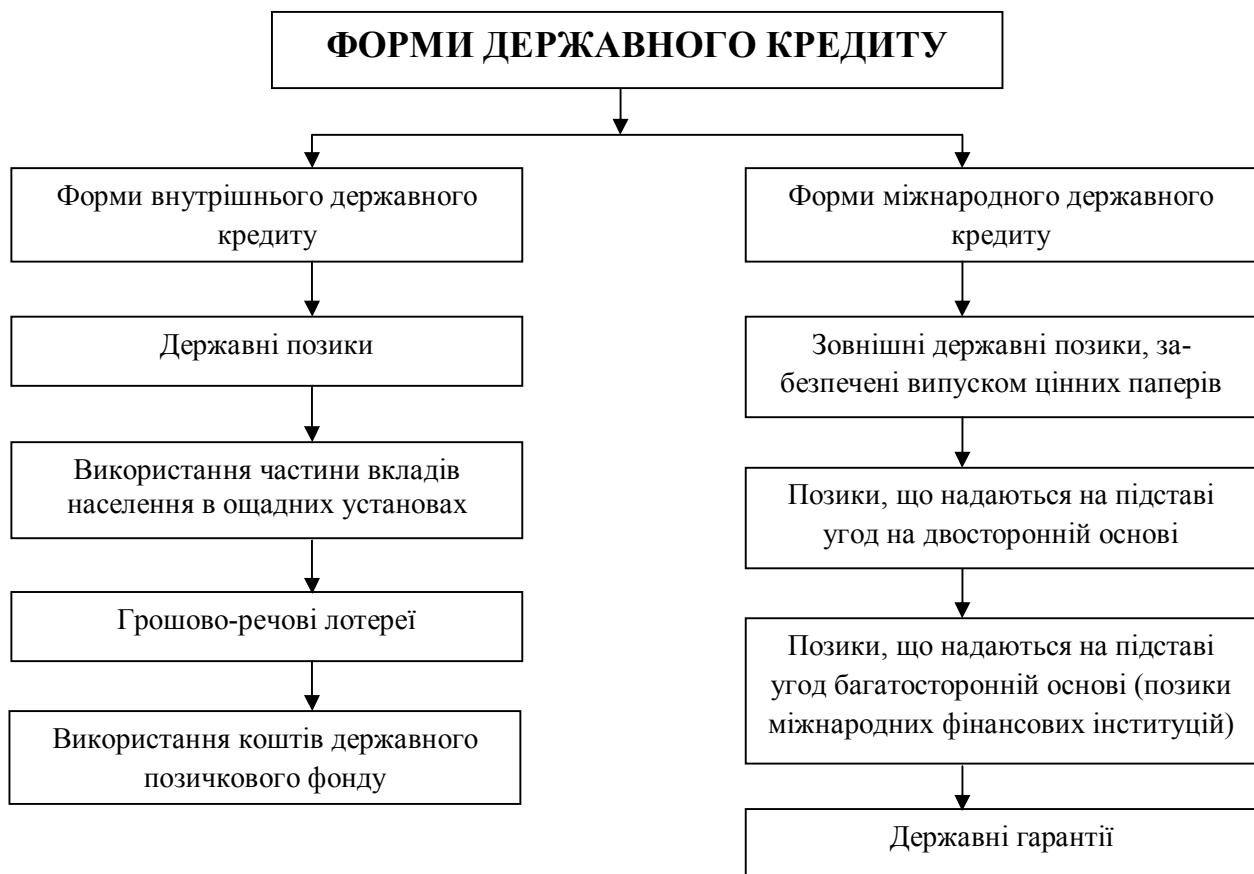 ФОРМИ ДЕРЖАВНОГО КРЕДИТУ
Форми внутрішнього державного
кредиту
Державні позики
Використання частини вкладів
населення в ощадних установах
Грошово-речові лотереї
Використання коштів державного
позичкового фонду
Форми міжнародного державного
кредиту
Зовнішні державні позики, за-
безпечені випуском цінних паперів
Позики, що надаються на підставі
угод на двосторонній основі
Позики, що надаються на підставі
угод багатосторонній основі (позики
міжнародних фінансових інституцій)
Державні гарантії